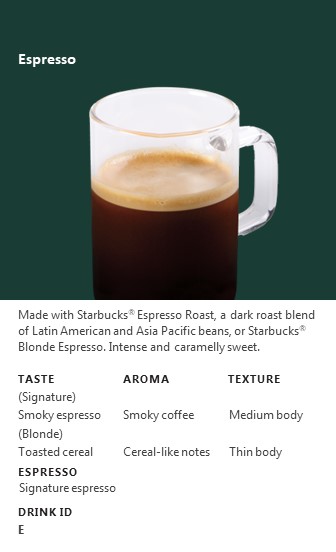 Espresso
Made with Starbucks® Espresso Roast, a dark roast blend
of Latin American and Asia Pacific beans, or Starbucks®
Blonde Espresso. Intense and caramelly sweet.
TASTE AROMA TEXTURE
(Signature)
Smoky espresso Smoky coffee Medium body
(Blonde)
Toasted cereal Cereal-like notes Thin body
ESPRESSO
Signature espresso
DRINK ID
E